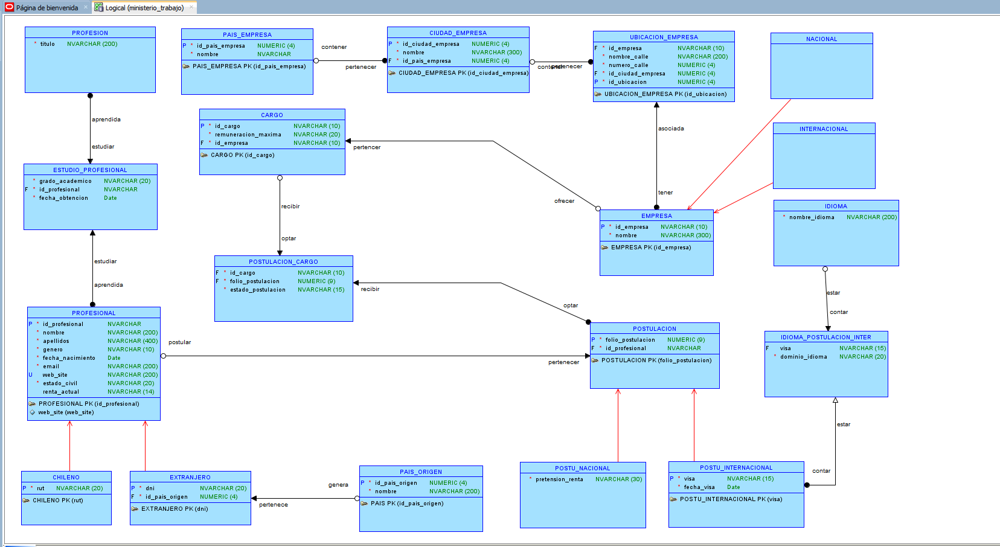 Página de bienvenida
Logical (ministerio_trabajo)
PROFESION
* titulo NVARCHAR (200)
PAIS_EMPRESA
P * id_pais_empresa NUMERIC (4)
* nombre NVARCHAR
PAIS_EMPRESA PK (id_pais_empresa)
contener
pertenecer
CIUDAD_EMPRESA
P * id_ciudad_empresa NUMERIC (4)
* nombre NVARCHAR (300)
F * id_pais_empresa NUMERIC (4)
CIUDAD_EMPRESA PK (id_ciudad_empresa)
contener
pertenecer
UBICACION_EMPRESA
F * id_empresa NVARCHAR (10)
* nombre_calle NVARCHAR (200)
* numero_calle NUMERIC (4)
F * id_ciudad_empresa NUMERIC (4)
P * id_ubicacion NUMERIC (4)
UBICACION_EMPRESA PK (id_ubicacion)
NACIONAL
INTERNACIONAL
aprendida
estudiar
CARGO
P * id_cargo NVARCHAR (10)
* remuneracion_maxima NVARCHAR (20)
F * id_empresa NVARCHAR (10)
CARGO PK (id_cargo)
pertencer
ofrecer
asociada
tener
ESTUDIO_PROFESIONAL
* grado_academico NVARCHAR (20)
F * id_profesional NVARCHAR
* fecha_obtencion Date
recibir
optar
EMPRESA
P * id_empresa NVARCHAR (10)
* nombre NVARCHAR (300)
EMPRESA PK (id_empresa)
IDIOMA
* nombre_idioma NVARCHAR (200)
estudiar
aprendida
POSTULACION_CARGO
F * id_cargo NVARCHAR (10)
F * folio_postulacion NUMERIC (9)
* estado_postulacion NVARCHAR (15)
recibir
optar
estar
contar
PROFESIONAL
P * id_profesional NVARCHAR
* nombre NVARCHAR (200)
* apellidos NVARCHAR (400)
* genero NVARCHAR (10)
* fecha_nacimiento Date
* email NVARCHAR (200)
U web_site NVARCHAR (200)
* estado_civil NVARCHAR (20)
renta_actual NVARCHAR (14)
PROFESIONAL PK (id_profesional)
web_site (web_site)
postular
pertenecer
POSTULACION
P * folio_postulacion NUMERIC (9)
F * id_profesional NVARCHAR
POSTULACION PK (folio_postulacion)
IDIOMA_POSTULACION_INTER
F visa NVARCHAR (15)
* dominio_idioma NVARCHAR (20)
estar
contar
CHILENO
P * rut NVARCHAR (20)
CHILENO PK (rut)
EXTRANJERO
P * dni NVARCHAR (20)
F * id_pais_origen NUMERIC (4)
EXTRANJERO PK (dni)
genera
pertenece
PAIS_ORIGEN
P * id_pais_origen NUMERIC (4)
* nombre NVARCHAR (200)
PAIS PK (id_pais_origen)
POSTU_NACIONAL
* pretension_renta NVARCHAR (30)
POSTU_INTERNACIONAL
P * visa NVARCHAR (15)
* fecha_visa Date
POSTU_INTERNACIONAL PK (visa)